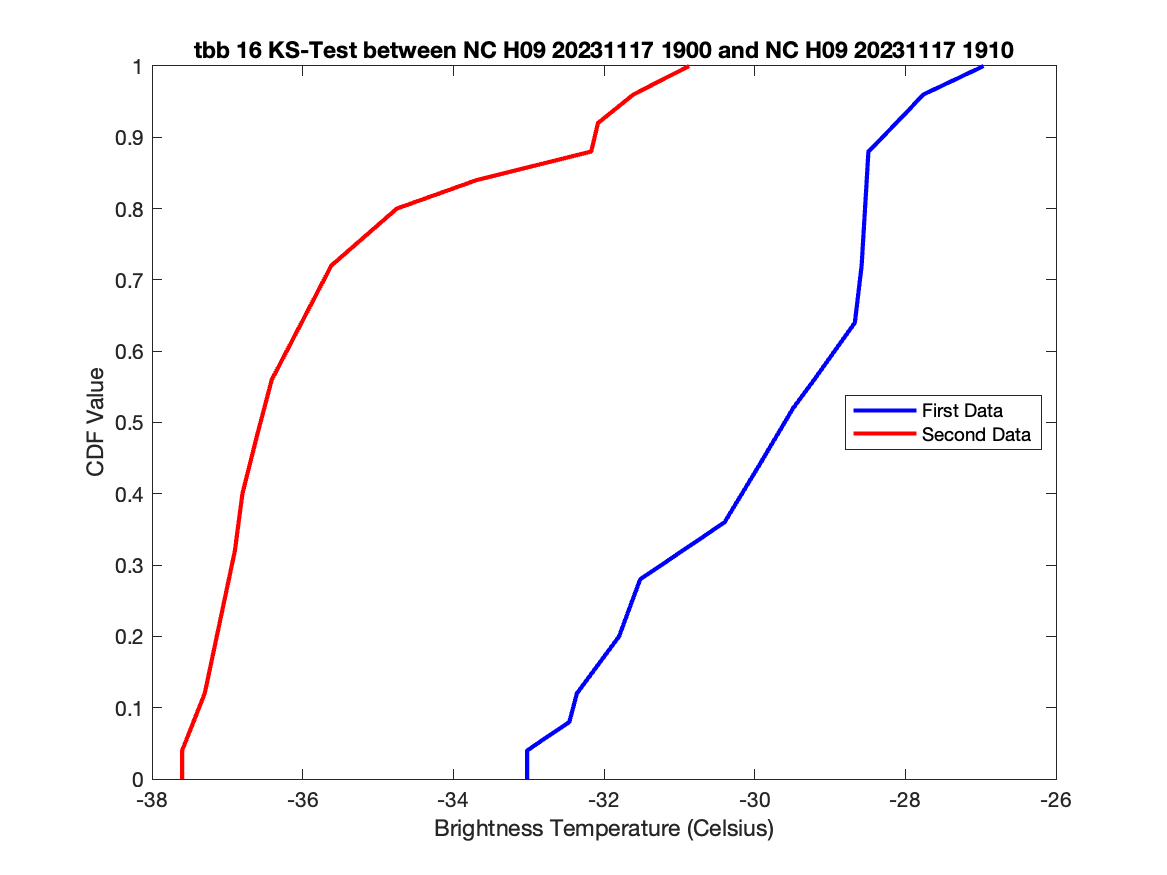 tbb 16 KS-Test between NC H09 20231117 1900 and NC H09 20231117 1910
1
0.9
0.8
0.7
0.6
0.5
0.4
0.3
0.2
0.1
0
CDF Value
First Data
Second Data
-38 -36 -34 -32 -30 -28 -26
Brightness Temperature (Celsius)